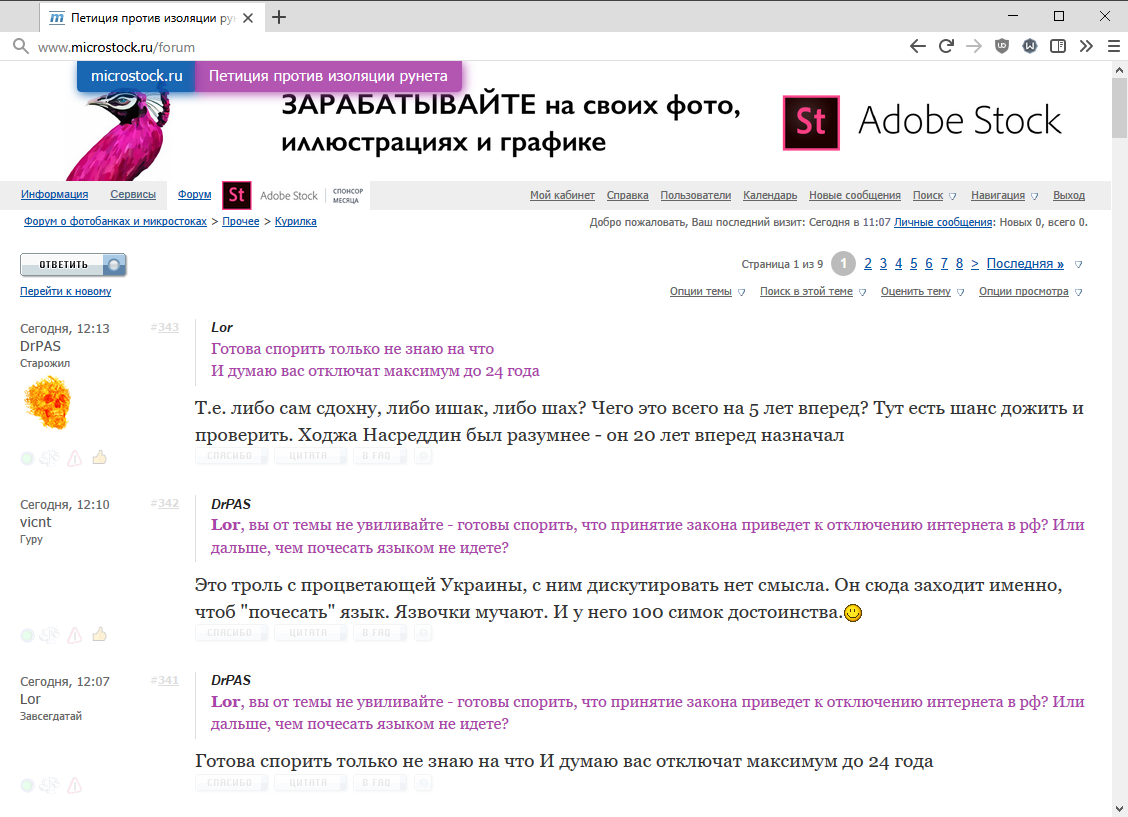 Петиция против изоляции рун
www.microstock.ru/forum
microstock.ru Петиция против изоляции рунета
ЗАРАБАТЫВАЙТЕ на своих фото,
иллюстрациях и графике
St Adobe Stock
Информация Сервисы Форум St Adobe Stock СПОНСОР МЕСЯЦА Мой кабинет Справка Пользователи Календарь Новые сообщения Поиск Навигация Выход
Форум о фотобанках и микростоках > Прочее > Курилка Добро пожаловать, Ваш последний визит: Сегодня в 11:07 Личные сообщения: Новых 0, всего 0.
ОТВЕТИТЬ Страница 1 из 9 1 2 3 4 5 6 7 8 > Последняя »
Перейти к новому Опции темы Поиск в этой теме Оценить тему Опции просмотра
Сегодня, 12:13 #343
DrPAS
Старожил
Lor
Готова спорить только не знаю на что
И думаю вас отключат максимум до 24 года
Т.е. либо сам сдохну, либо ишак, либо шах? Чего это всего на 5 лет вперед? Тут есть шанс дожить и
проверить. Ходжа Насреддин был разумнее - он 20 лет вперед назначал
СПАСИБО ЦИТАТА В FAQ
Сегодня, 12:10 #342
vicnt
Гуру
DrPAS
Lor, вы от темы не увиливайте - готовы спорить, что принятие закона приведет к отключению интернета в рф? Или
дальше, чем почесать языком не идете?
Это троль с процветающей Украины, с ним дискутировать нет смысла. Он сюда заходит именно,
чтоб "почесать" язык. Язвочки мучают. И у него 100 симок достоинства.
СПАСИБО ЦИТАТА В FAQ
Сегодня, 12:07 #341
Lor
Завсегдатай
DrPAS
Lor, вы от темы не увиливайте - готовы спорить, что принятие закона приведет к отключению интернета в рф? Или
дальше, чем почесать языком не идете?
Готова спорить только не знаю на что И думаю вас отключат максимум до 24 года
СПАСИБО ЦИТАТА В FAQ